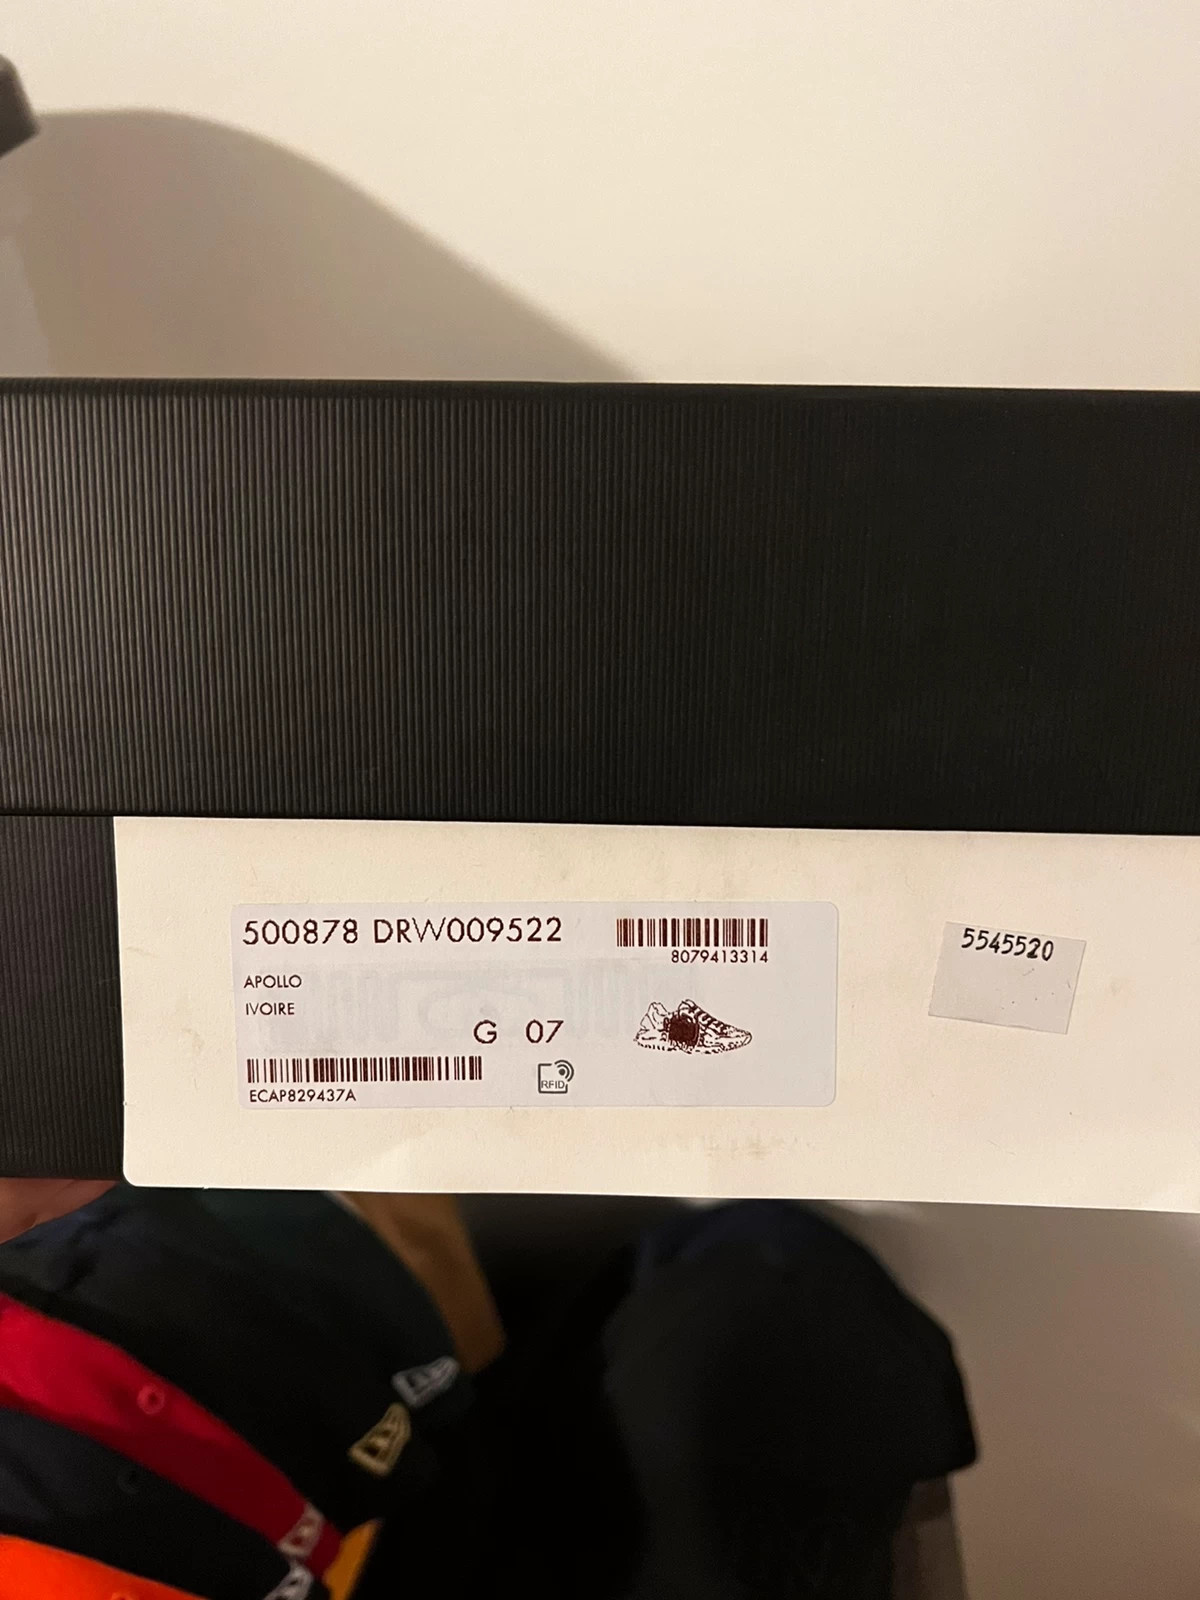 500878 DRW009522
8079413314
APOLLO
IVOIRE
G 07
ECAP829437A
RFID
5545520